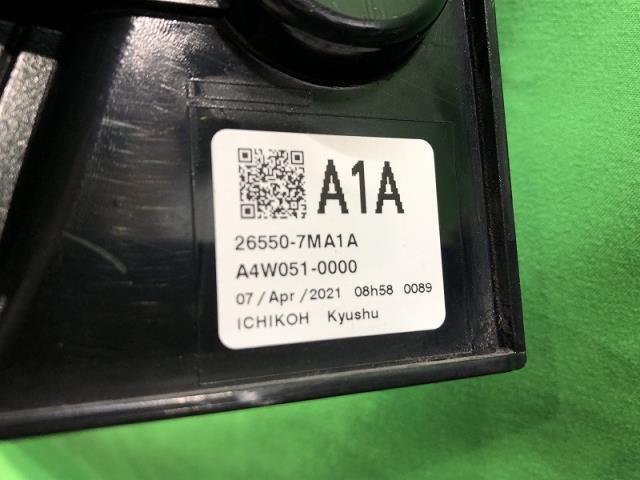 A1A
26550-7MA1A
A4W051-0000
07/Apr/2021 08h58 0089
ICHIKOH Kyushu